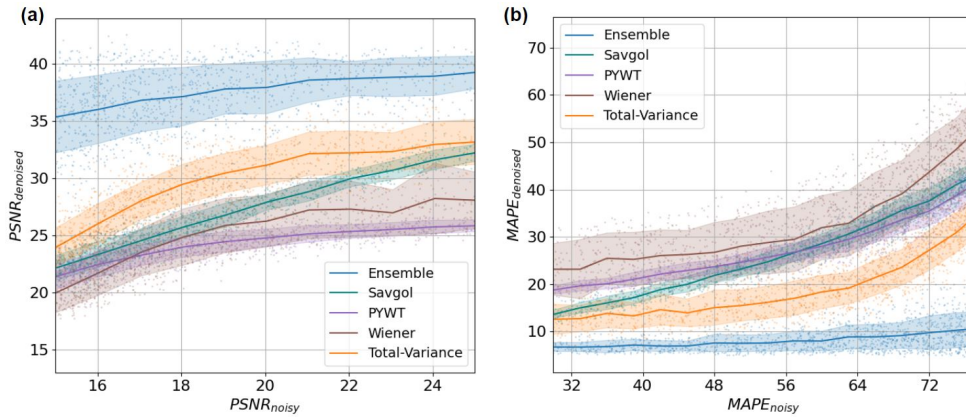 (a)
40
35
30
25
20
15
PSNR_denoised
16 18 20 22 24
PSNR_noisy
Ensemble
Savgol
PYWT
Wiener
Total-Variance
(b)
70
60
50
40
30
20
10
MAPE_denoised
32 40 48 56 64 72
MAPE_noisy
Ensemble
Savgol
PYWT
Wiener
Total-Variance